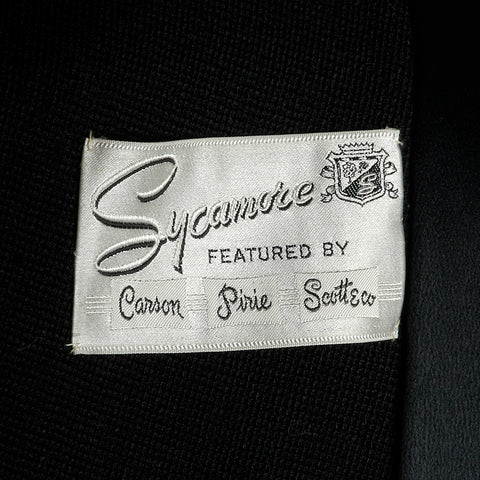 Sycamore
FEATURED BY
Carson Pirie Scott & co